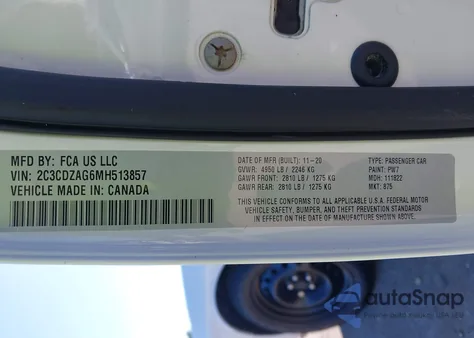 MFD BY: FCA US LLC
VIN: 2C3CDZAG6MH513857
VEHICLE MADE IN: CANADA
DATE OF MFR (BUILT): 11-20
GVWR: 4950 LB / 2246 KG
GAWR FRONT: 2810 LB / 1275 KG
GAWR REAR: 2810 LB / 1275 KG
TYPE: PASSENGER CAR
PAINT: PW7
MDH: 111822
MKT: 875
THIS VEHICLE CONFORMS TO ALL APPLICABLE U.S.A. FEDERAL MOTOR
VEHICLE SAFETY, BUMPER, AND THEFT PREVENTION STANDARDS
IN EFFECT ON THE DATE OF MANUFACTURE SHOWN ABOVE.
autoSnap